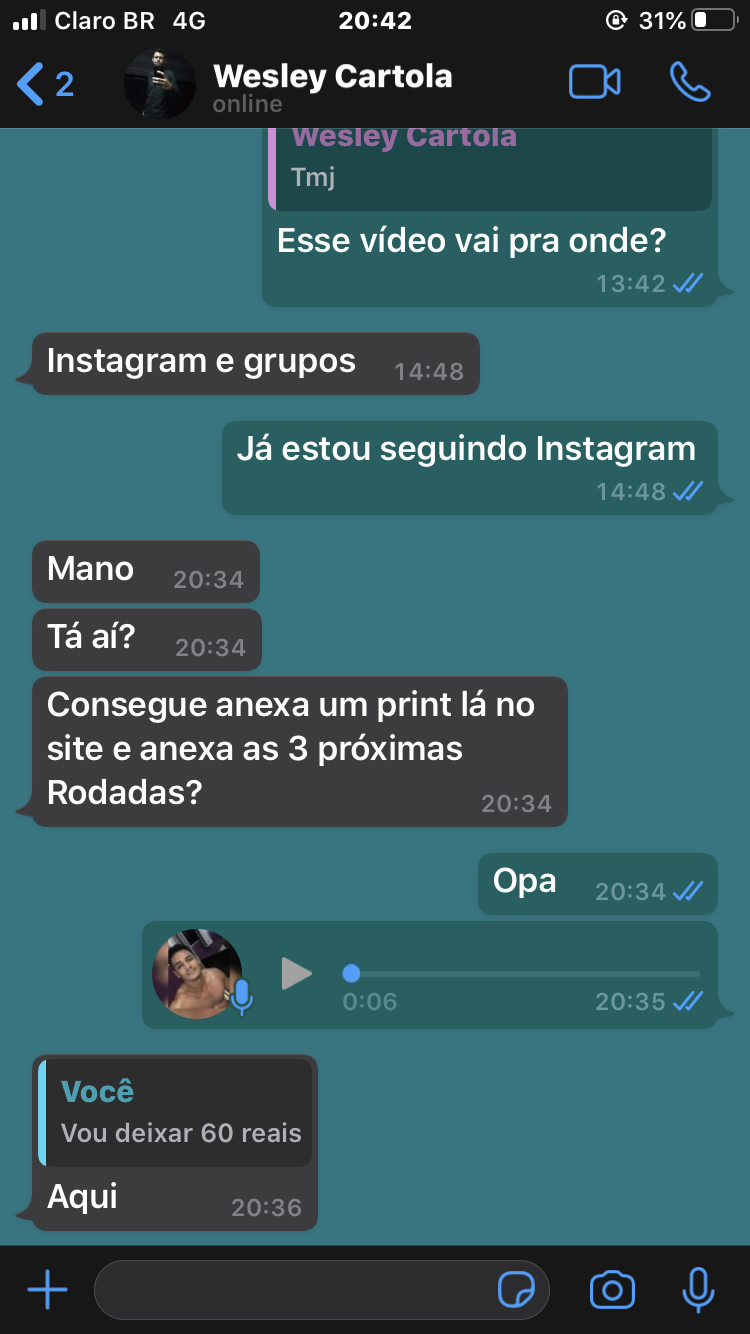 Claro BR 4G 20:42 31%
2 Wesley Cartola
online
Wesley Cartola
Tmj
Esse vídeo vai pra onde?
13:42
Instagram e grupos 14:48
Já estou seguindo Instagram
14:48
Mano 20:34
Tá aí? 20:34
Consegue anexa um print lá no
site e anexa as 3 próximas
Rodadas?
20:34
Opa 20:34
0:06 20:35
Você
Vou deixar 60 reais
Aqui 20:36